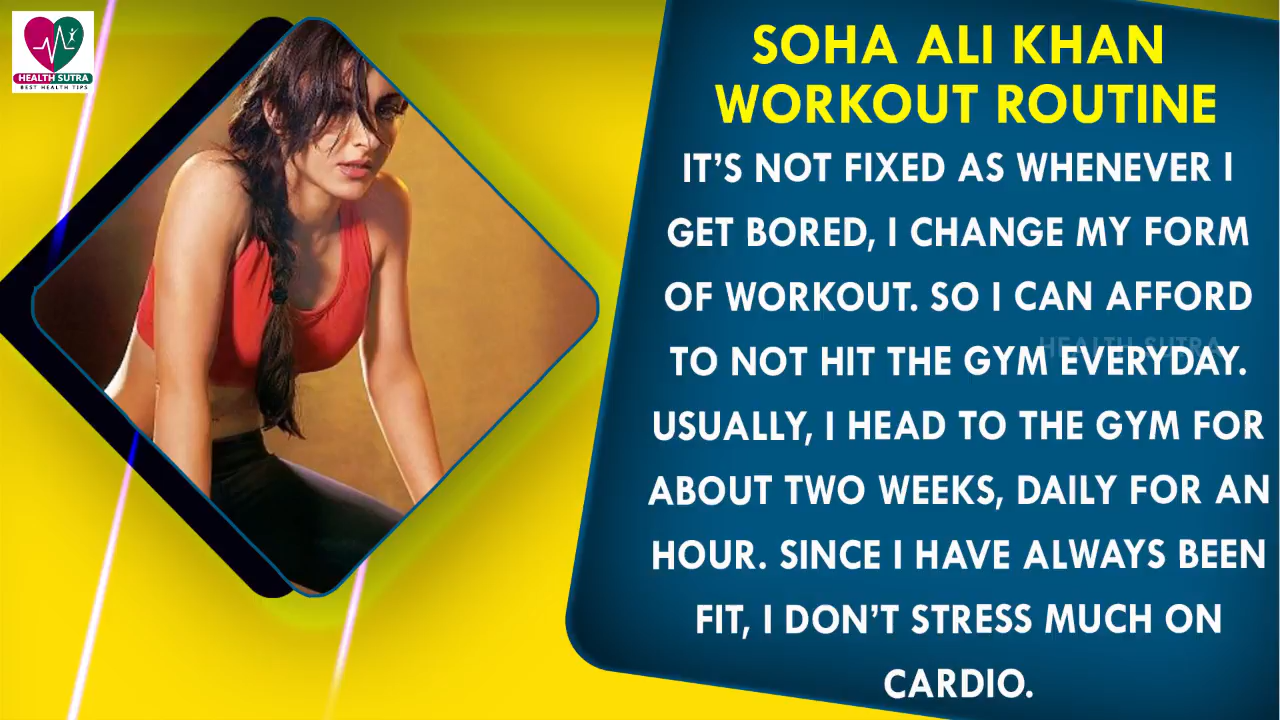 HEALTH SUTRA
BEST HEALTH TIPS
SOHA ALI KHAN
WORKOUT ROUTINE
IT'S NOT FIXED AS WHENEVER I
GET BORED, I CHANGE MY FORM
OF WORKOUT. SO I CAN AFFORD
HEALTH SUTRA
TO NOT HIT THE GYM EVERYDAY.
USUALLY, I HEAD TO THE GYM FOR
ABOUT TWO WEEKS, DAILY FOR AN
HOUR. SINCE I HAVE ALWAYS BEEN
FIT, I DON'T STRESS MUCH ON
CARDIO.